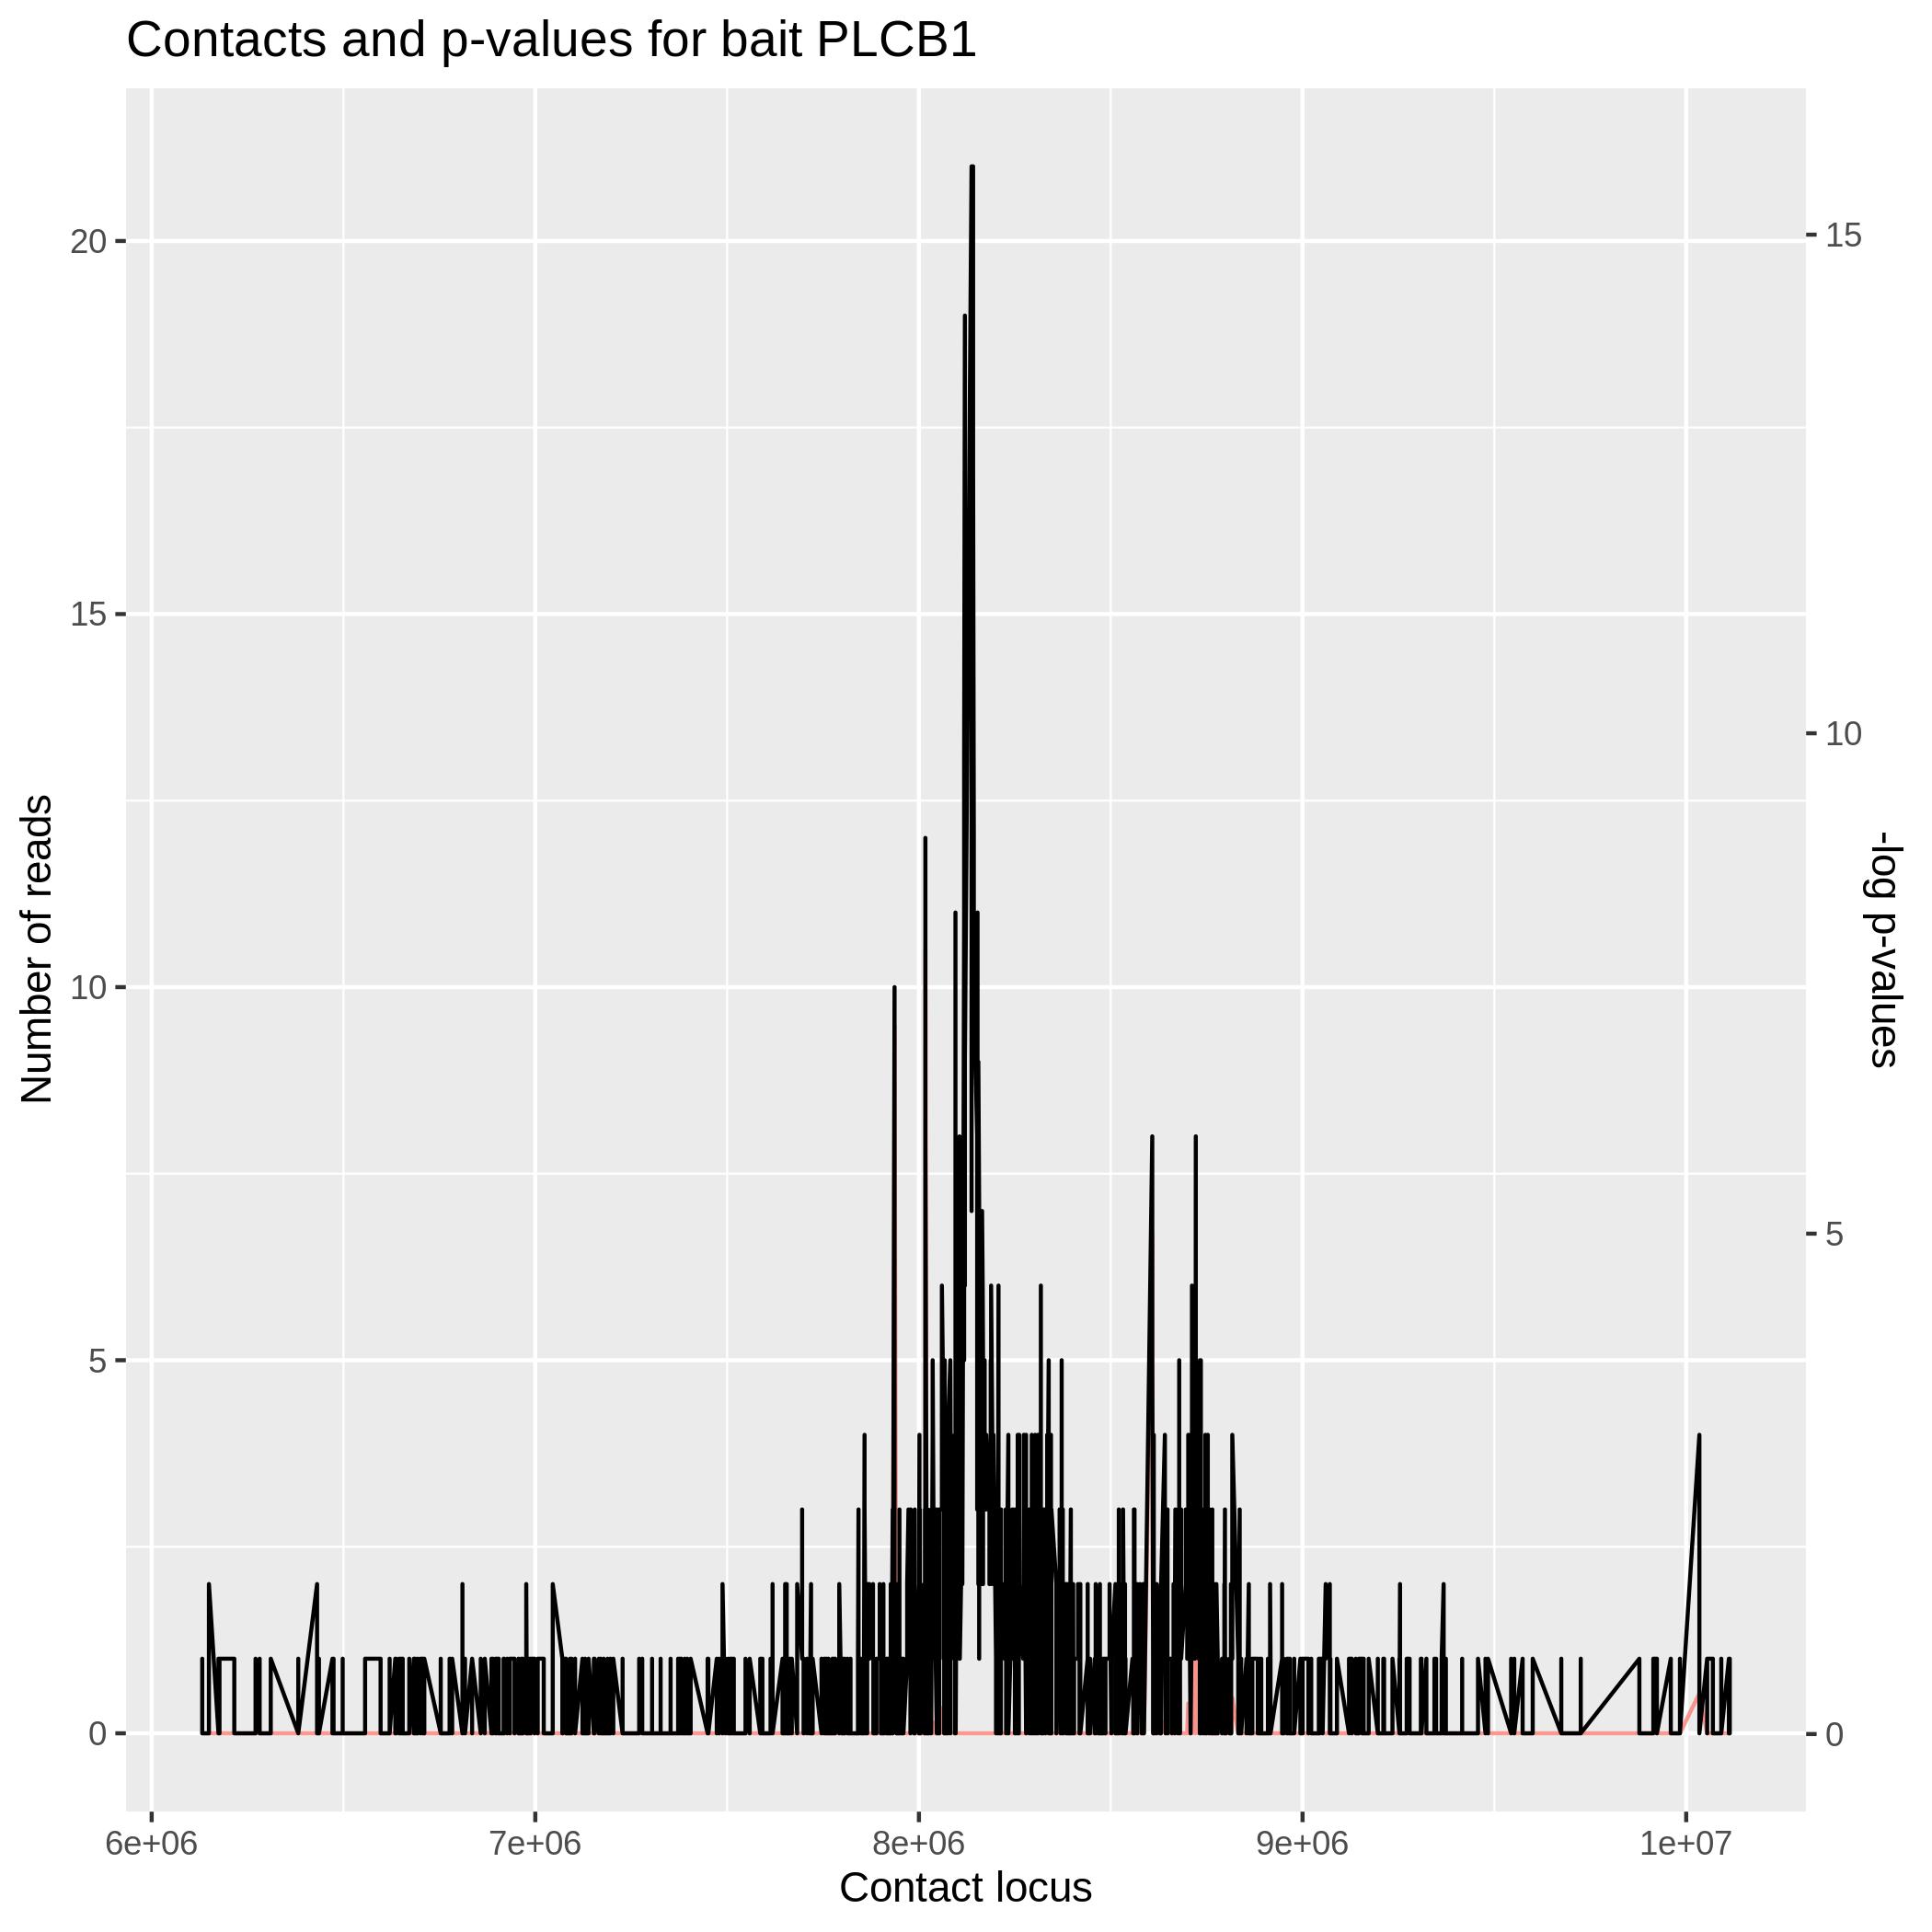 Contacts and p-values for bait PLCB1
20
15
10
5
0
15
10
5
0
Number of reads
-log p-values
6e+06
7e+06
8e+06
9e+06
1e+07
Contact locus